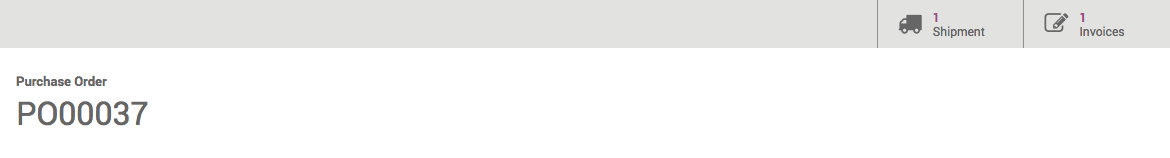 1
Shipment
1
Invoices
Purchase Order
PO00037